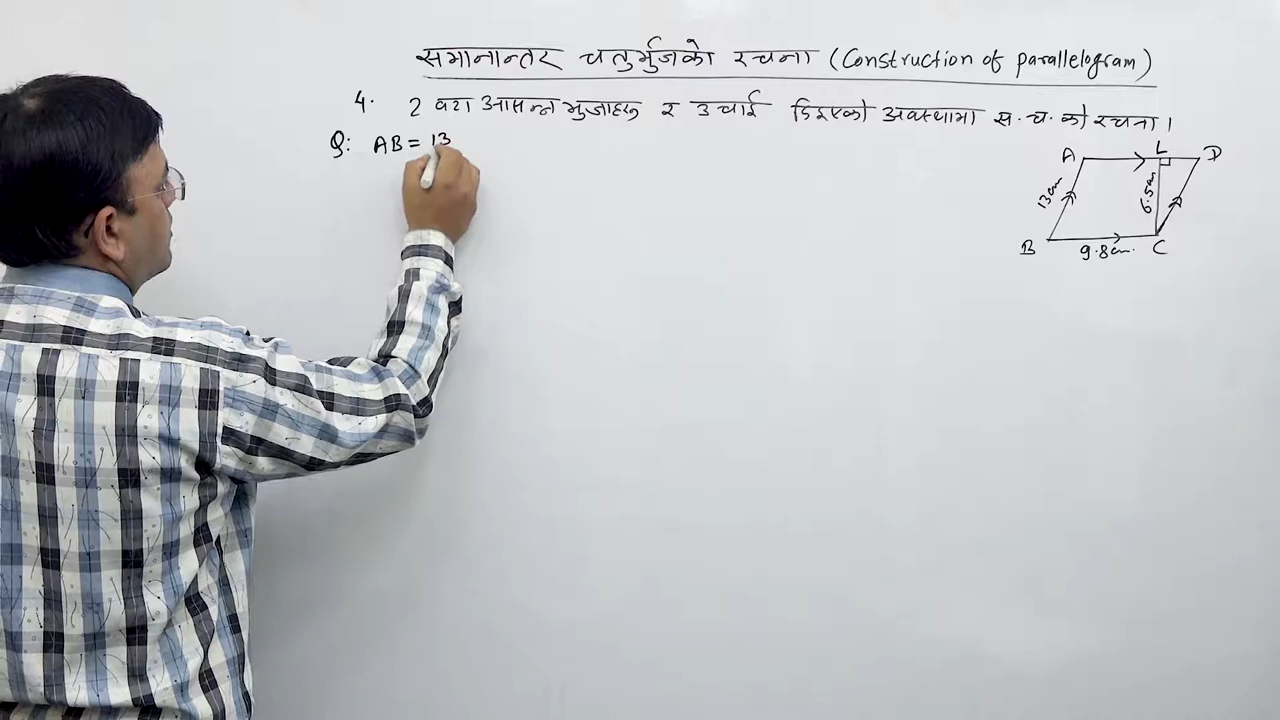 समानान्तर चतुर्भुजको रचना (Construction of parallelogram)
4. 2 वटा आसन्न भुजाहरु र उचाई दिइएको अवस्थामा स.च.को रचना ।
Q: AB = 13
A L D
13cm 6.5cm
B 9.8cm. C